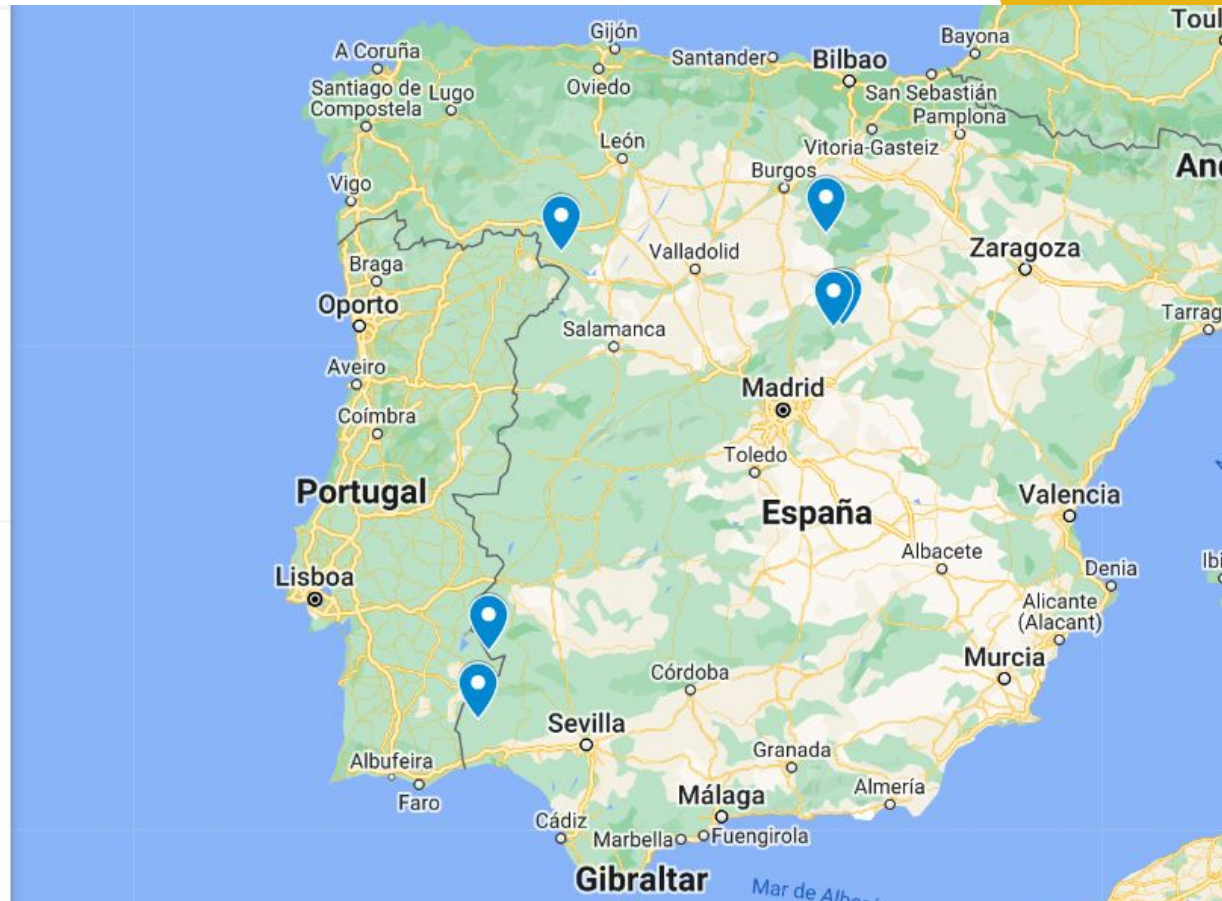 Toul
Gijón
Bayona
A Coruña
Santander
Bilbao
Oviedo
San Sebastián
Santiago de
Compostela
Lugo
Pamplona
Vitoria-Gasteiz
León
Burgos
And
Vigo
Valladolid
Zaragoza
Braga
Oporto
Tarrag
Salamanca
Aveiro
Madrid
Coímbra
Toledo
Portugal
Valencia
España
Albacete
Denia
Ibi
Lisboa
Alicante
(Alacant)
Murcia
Córdoba
Sevilla
Granada
Albufeira
Almería
Faro
Málaga
Cádiz
Marbella
Fuengirola
Gibraltar
Mar de Albor